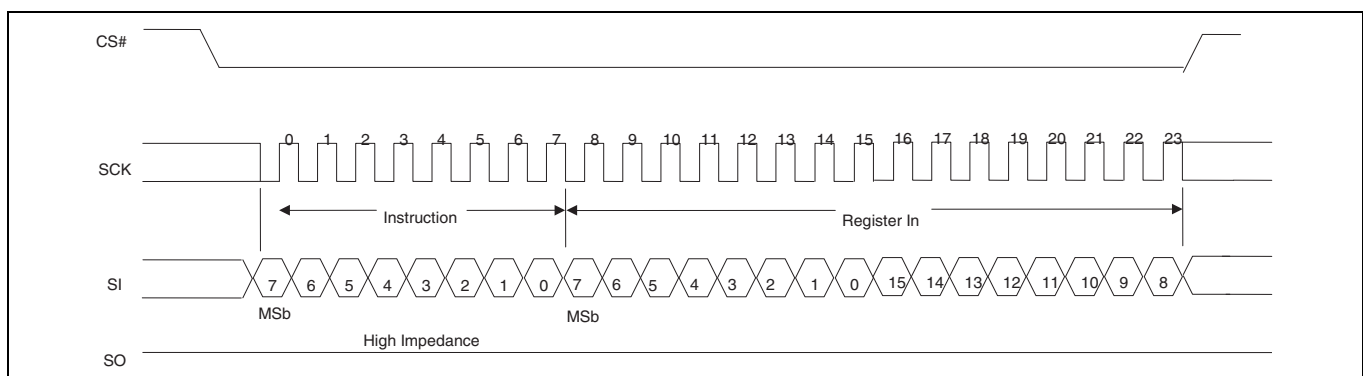 CS#
0 1 2 3 4 5 6 7 8 9 10 11 12 13 14 15 16 17 18 19 20 21 22 23
SCK
Instruction Register In
SI 7 6 5 4 3 2 1 0 7 6 5 4 3 2 1 0 15 14 13 12 11 10 9 8
MSb MSb
High Impedance
SO